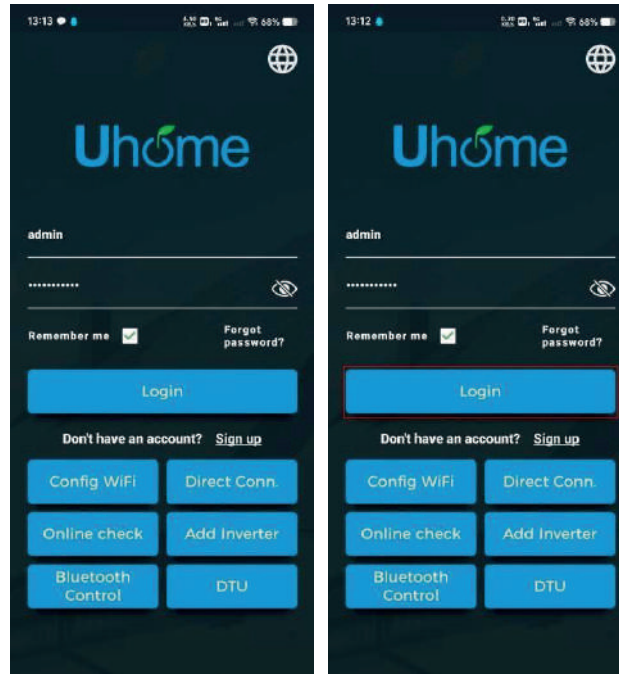 13:13
68%
Uhome
admin
Remember me
Forgot
password?
Login
Don't have an account? Sign up
Config WiFi
Direct Conn.
Online check
Add Inverter
Bluetooth
Control
DTU
13:12
68%
Uhome
admin
Remember me
Forgot
password?
Login
Don't have an account? Sign up
Config WiFi
Direct Conn.
Online check
Add Inverter
Bluetooth
Control
DTU